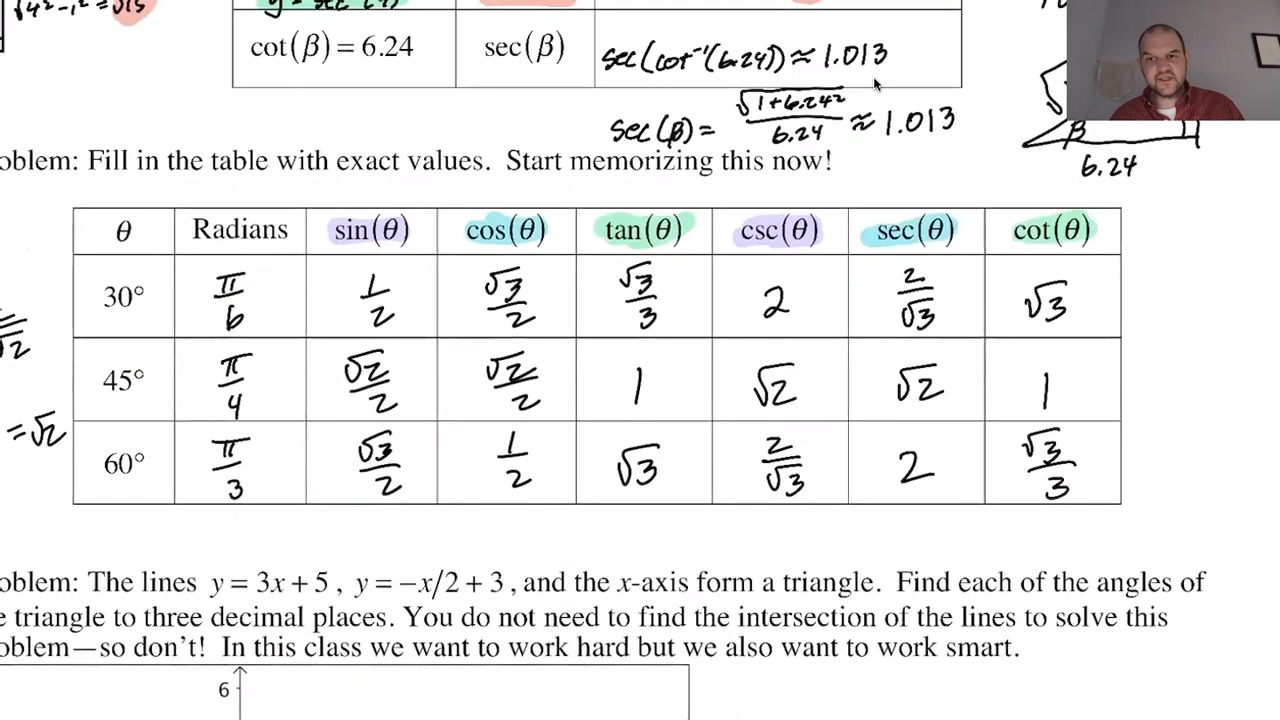 √4²-1² = √15
cot(β) = 6.24 sec(β) sec(cot⁻¹(6.24)) ≈ 1.013
sec(β) = √1+6.24² / 6.24 ≈ 1.013
β
6.24
oblem: Fill in the table with exact values. Start memorizing this now!
θ Radians sin(θ) cos(θ) tan(θ) csc(θ) sec(θ) cot(θ)
30° π/6 1/2 √3/2 √3/3 2 2/√3 √3
45° π/4 √2/2 √2/2 1 √2 √2 1
= √2
60° π/3 √3/2 1/2 √3 2/√3 2 √3/3
oblem: The lines y = 3x + 5, y = −x/2 + 3, and the x-axis form a triangle. Find each of the angles of
e triangle to three decimal places. You do not need to find the intersection of the lines to solve this
oblem—so don't! In this class we want to work hard but we also want to work smart.
6